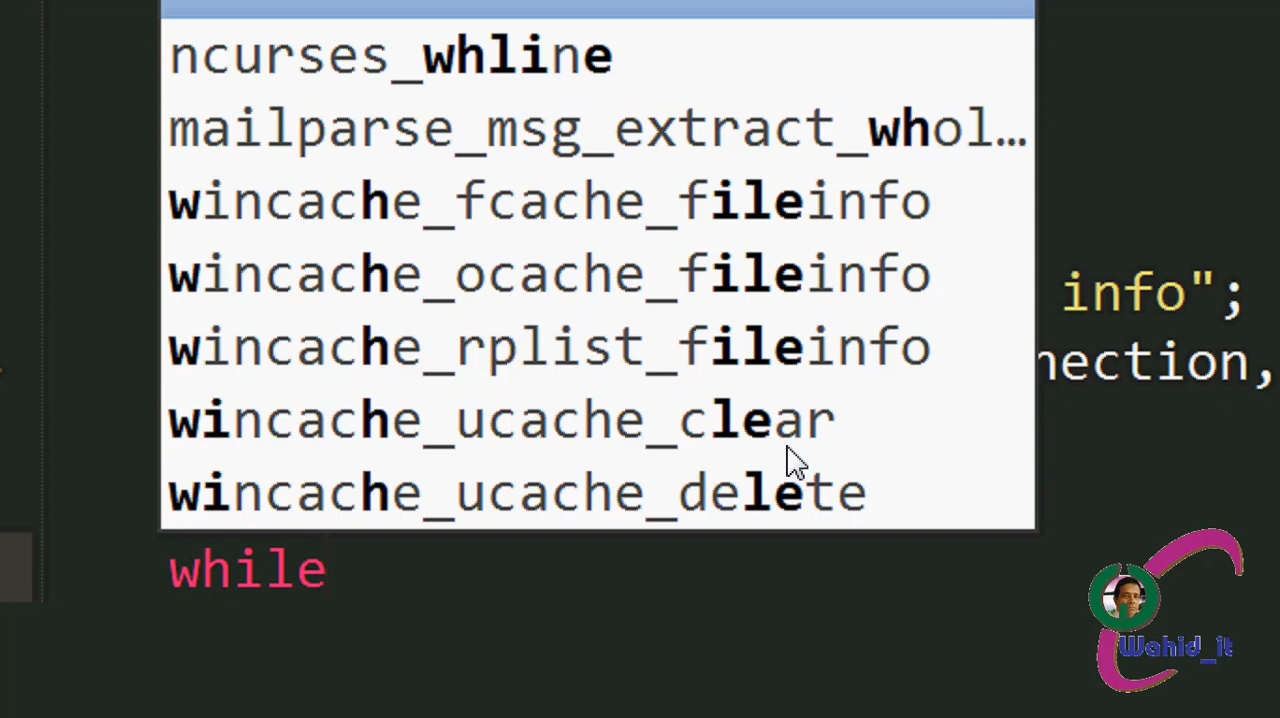 ncurses_whline
mailparse_msg_extract_whol…
wincache_fcache_fileinfo
wincache_ocache_fileinfo
info";
wincache_rplist_fileinfo
nection,
wincache_ucache_clear
wincache_ucache_delete
while
Wahid_it